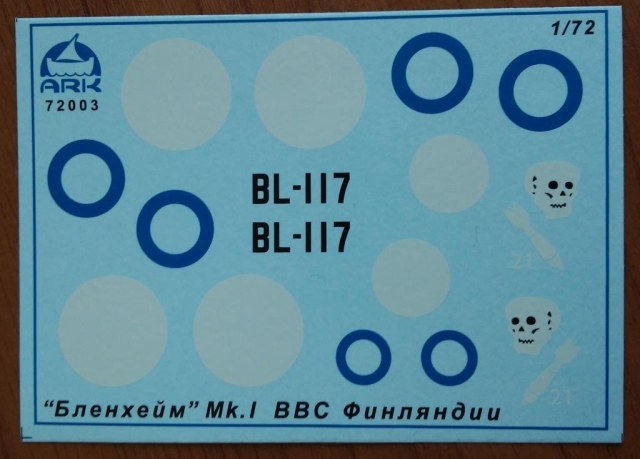 1/72
ARK
72003
BL-117
BL-117
21
21
"Бленхейм" Mk.I ВВС Финляндии